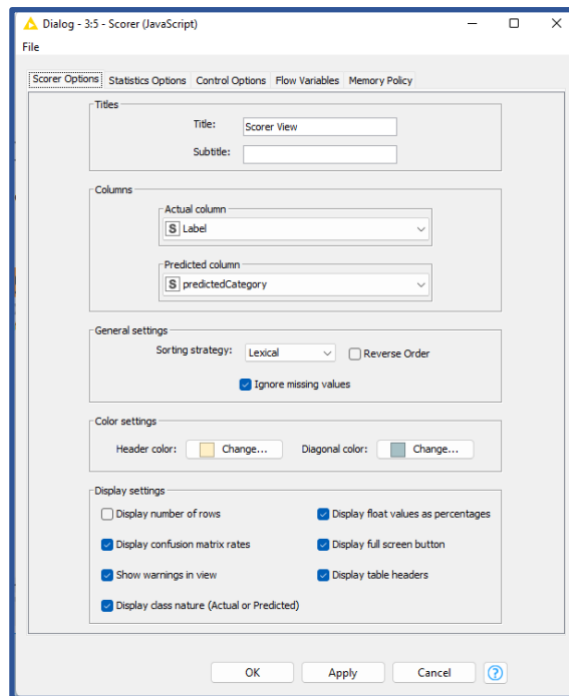 Dialog - 3:5 - Scorer (JavaScript)
File
Scorer Options Statistics Options Control Options Flow Variables Memory Policy
Titles
Title: Scorer View
Subtitle:
Columns
Actual column
S Label
Predicted column
S predictedCategory
General settings
Sorting strategy: Lexical Reverse Order
Ignore missing values
Color settings
Header color: Change... Diagonal color: Change...
Display settings
Display number of rows Display float values as percentages
Display confusion matrix rates Display full screen button
Show warnings in view Display table headers
Display class nature (Actual or Predicted)
OK Apply Cancel ?